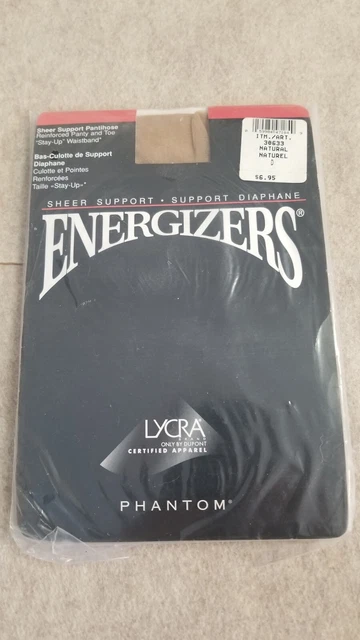 Sheer Support Pantihose
Reinforced Panty and Toe
"Stay-Up" Waistband*
Bas-Culotte de Support
Diaphane
Culotte et Pointes
Renforcées
Taille «Stay-Up»*
ITM./ART.
30633
NATURAL
NATUREL
D
$6.95
SHEER SUPPORT • SUPPORT DIAPHANE
ENERGIZERS®
LYCRA
ONLY BY DUPONT
CERTIFIED APPAREL
PHANTOM®